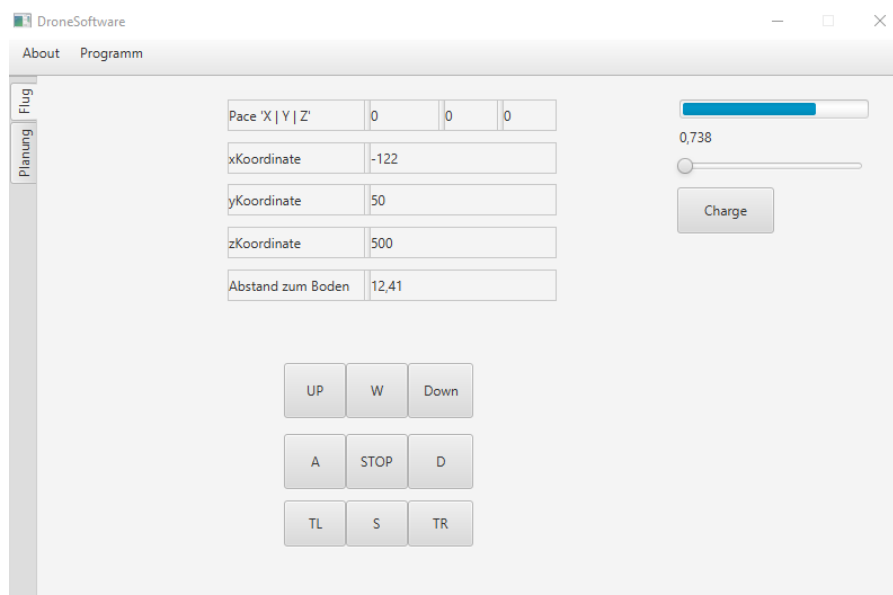 DroneSoftware
About Programm
Flug
Planung
Pace 'X | Y | Z' 0 0 0
xKoordinate -122
yKoordinate 50
zKoordinate 500
Abstand zum Boden 12,41
0,738
Charge
UP W Down
A STOP D
TL S TR